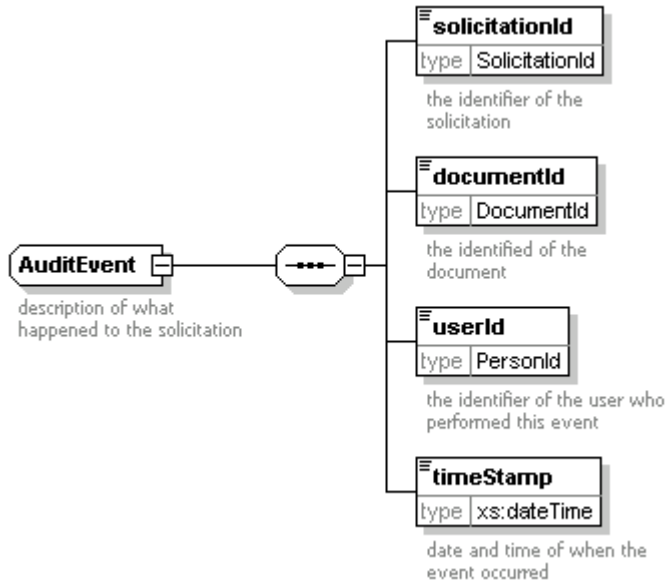 solicitationId
type SolicitationId
the identifier of the
solicitation
documentId
type DocumentId
the identified of the
document
AuditEvent
description of what
happened to the solicitation
userId
type PersonId
the identifier of the user who
performed this event
timeStamp
type xs:dateTime
date and time of when the
event occurred